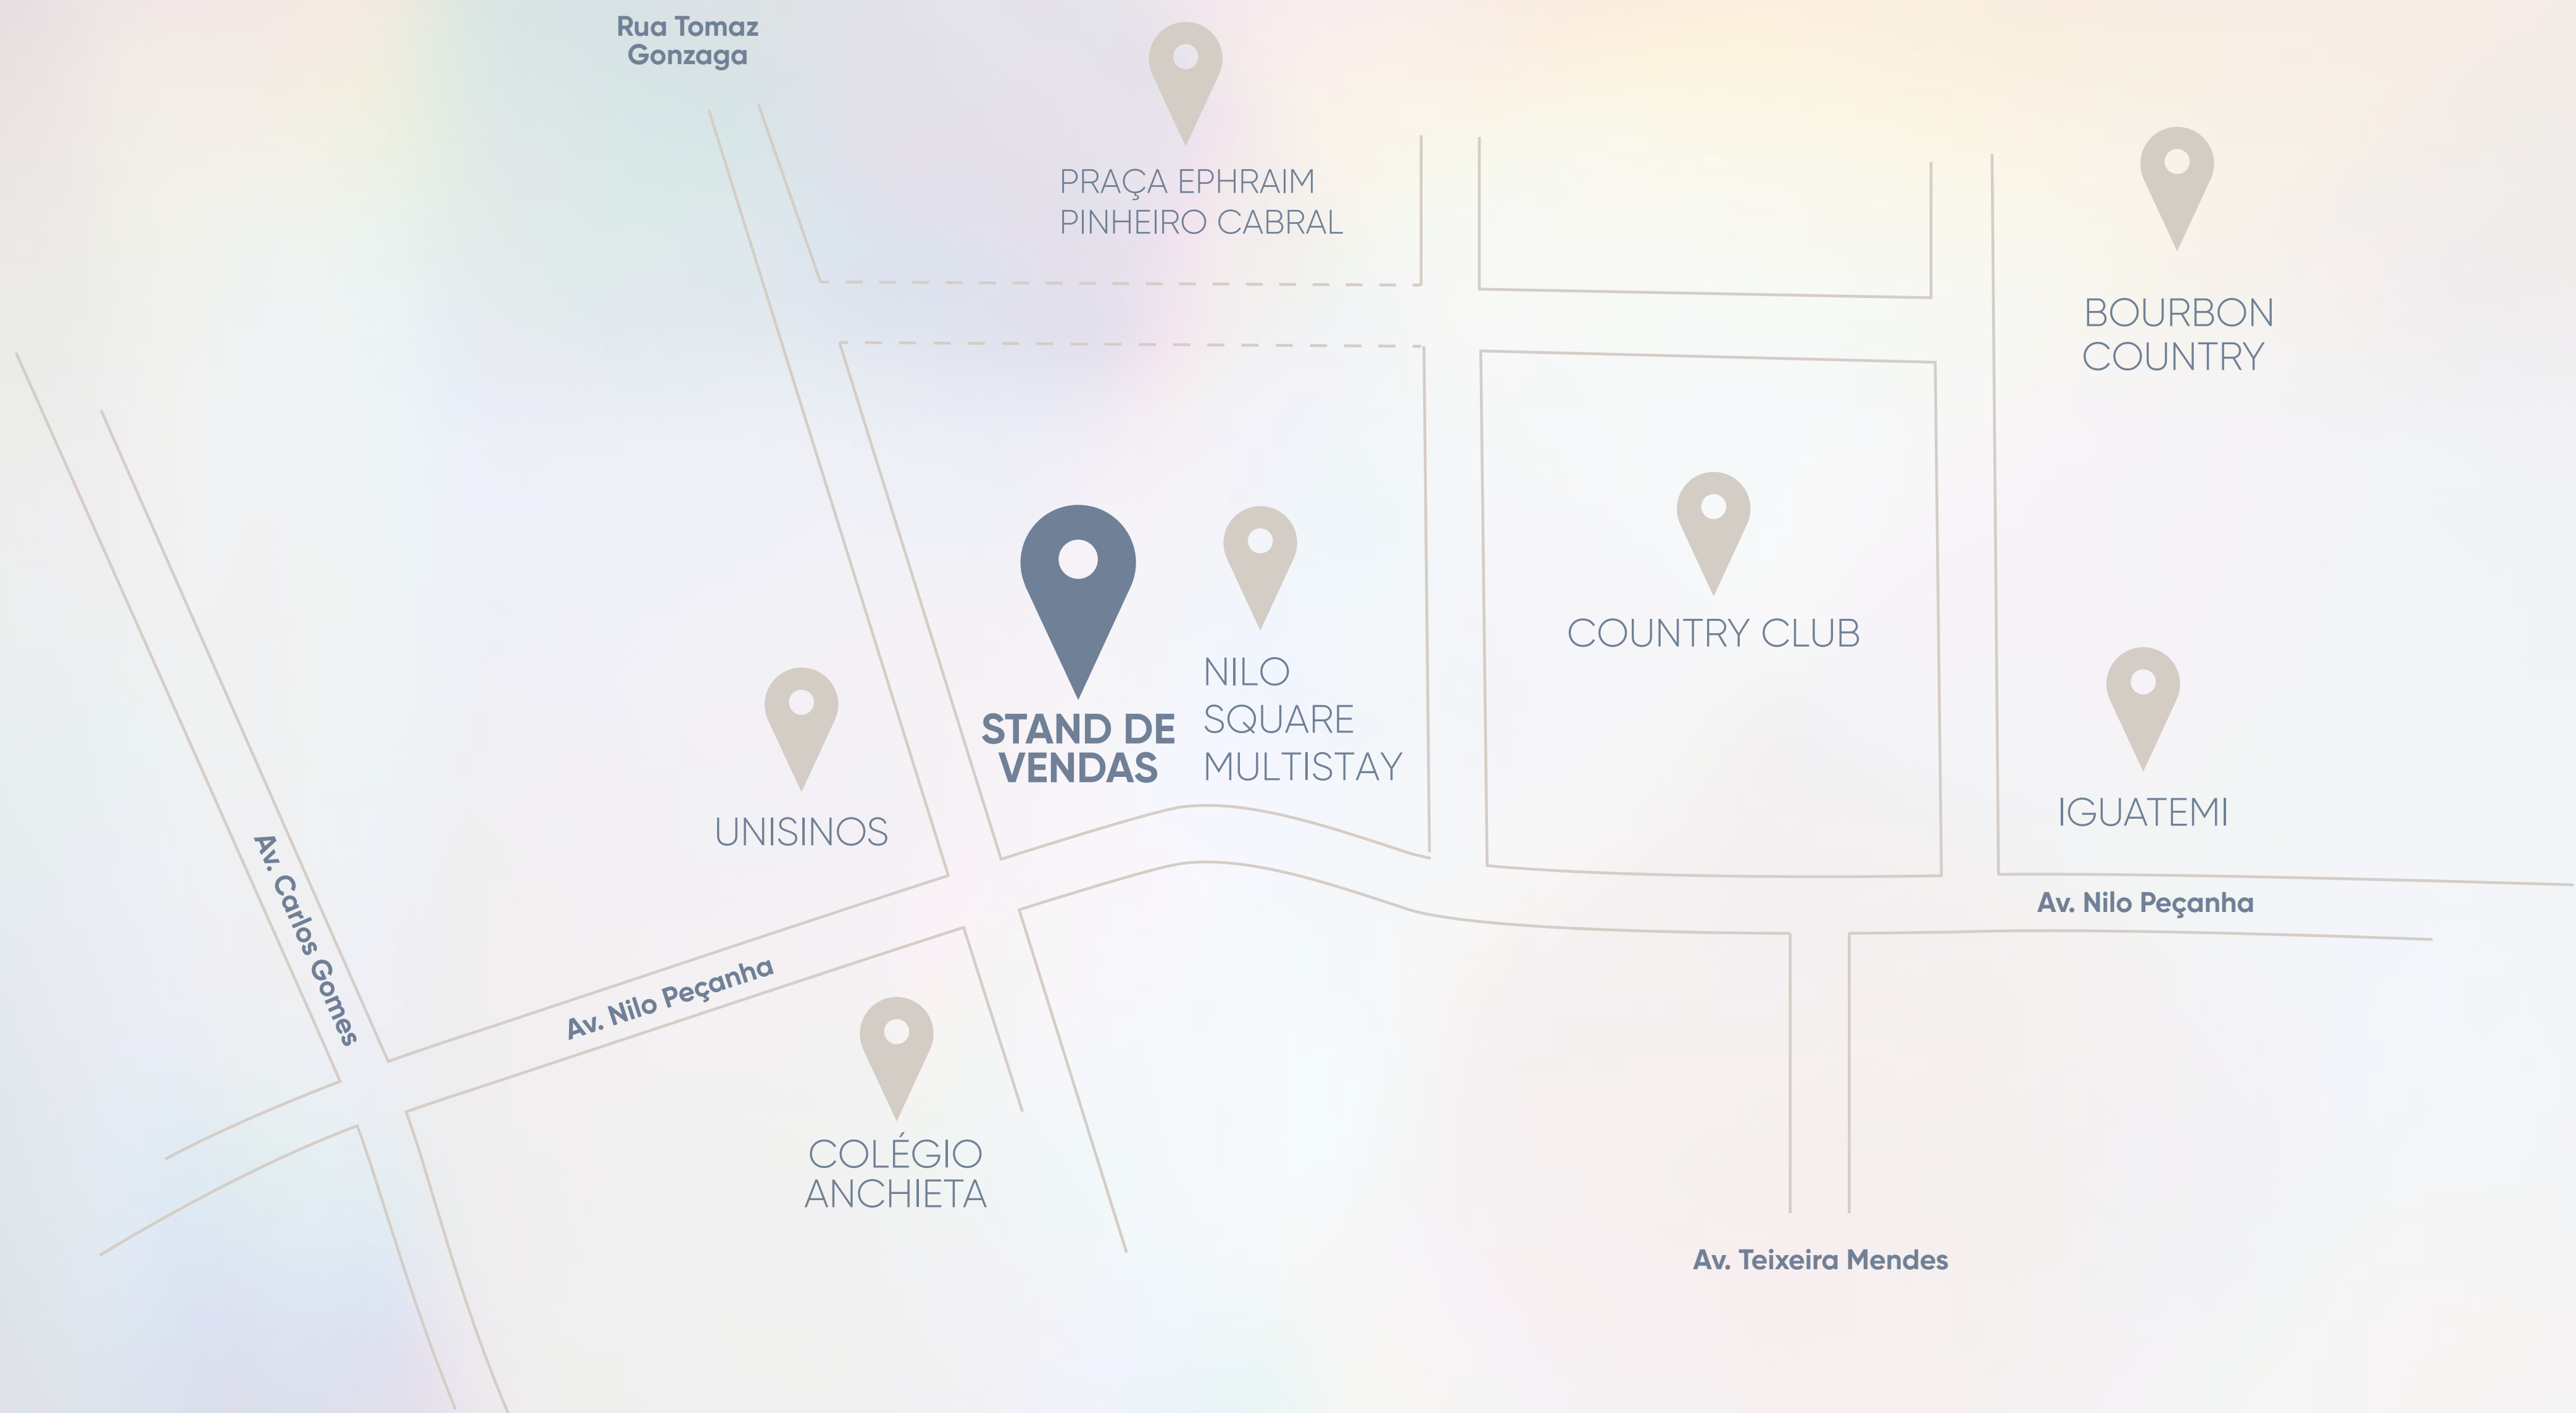 Rua Tomaz
Gonzaga
PRAÇA EPHRAIM
PINHEIRO CABRAL
BOURBON
COUNTRY
COUNTRY CLUB
NILO
SQUARE
MULTISTAY
STAND DE
VENDAS
UNISINOS
IGUATEMI
Av. Carlos Gomes
Av. Nilo Peçanha
Av. Nilo Peçanha
COLÉGIO
ANCHIETA
Av. Teixeira Mendes